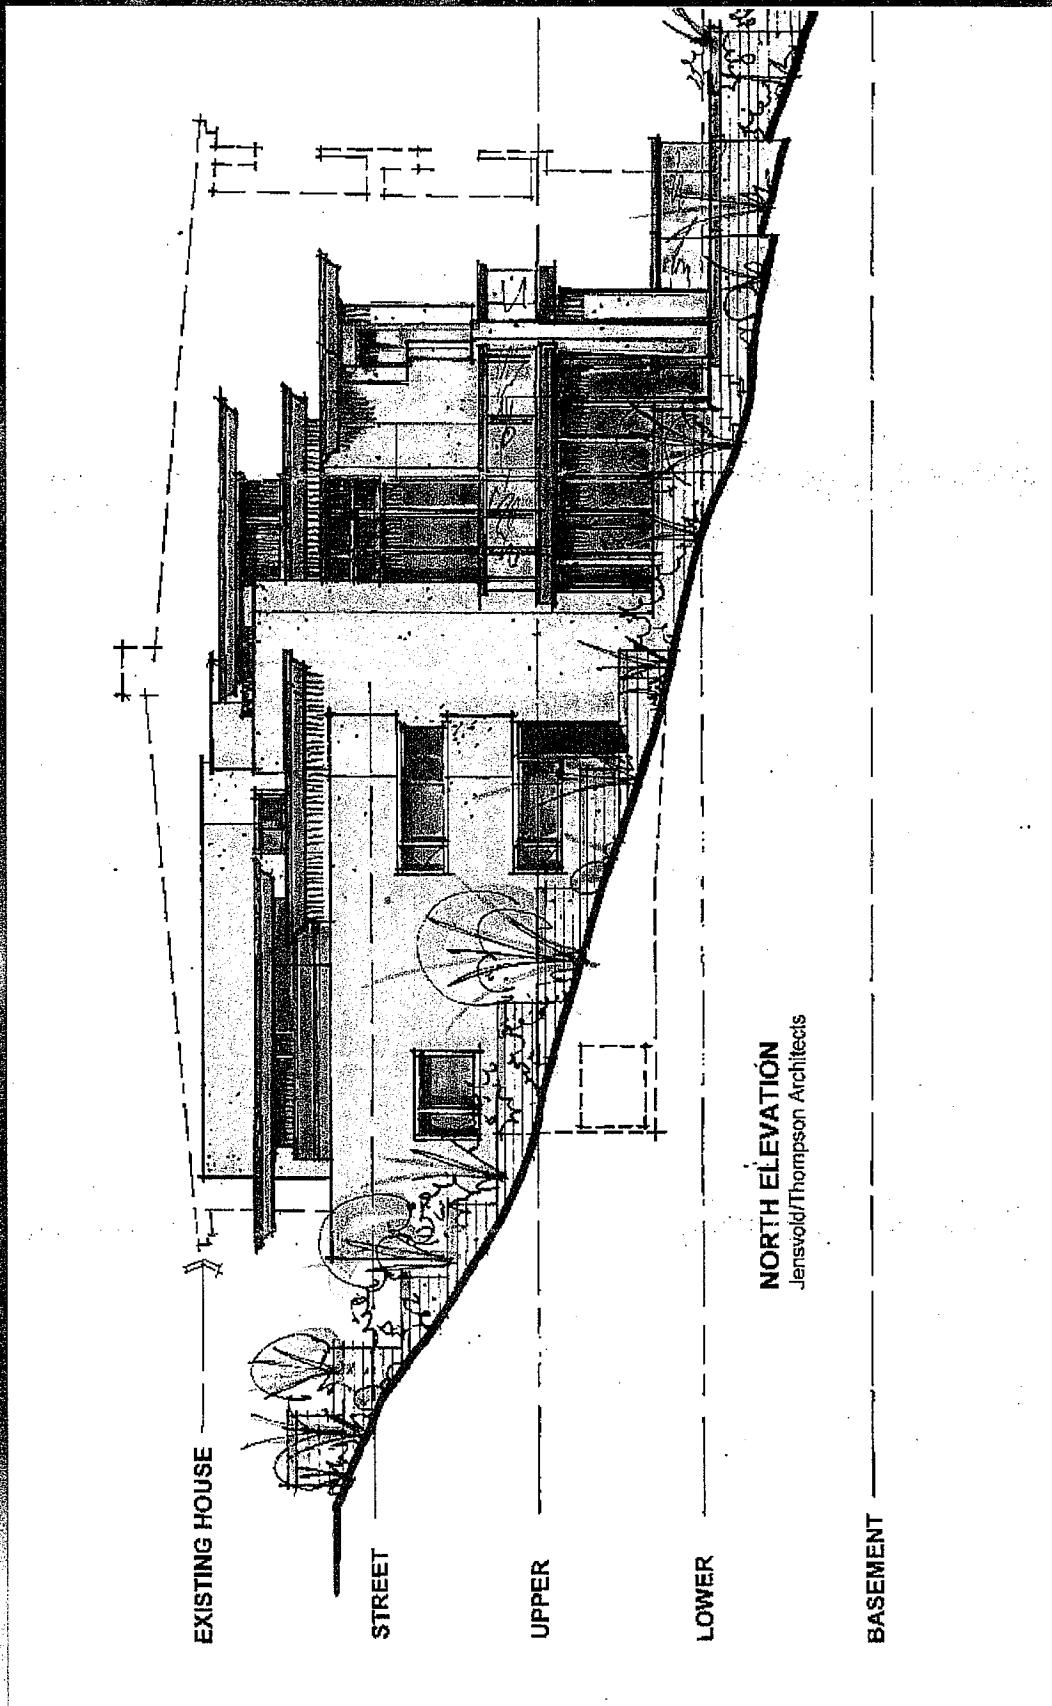 EXISTING HOUSE
STREET
UPPER
LOWER
BASEMENT
NORTH ELEVATION
Jensvold/Thompson Architects